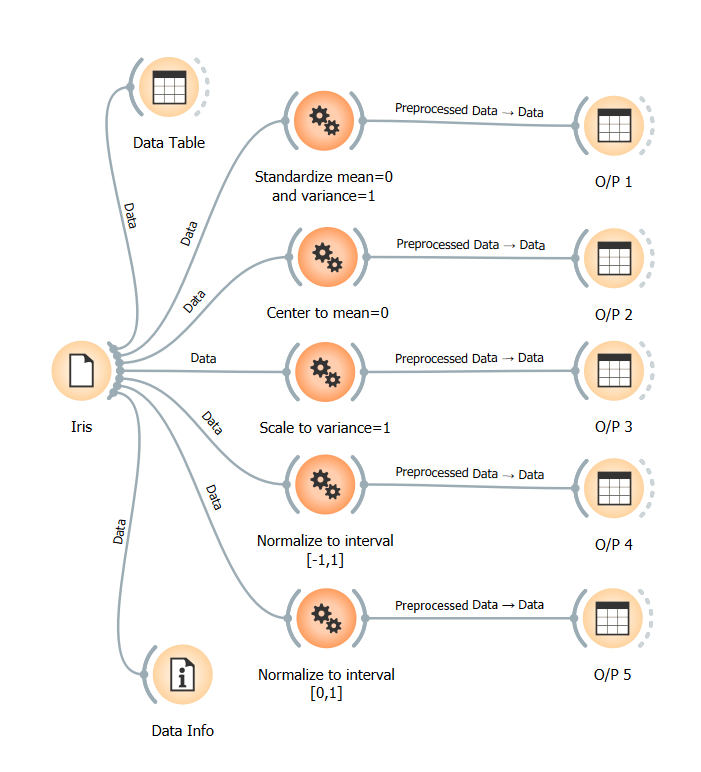 Data Table
Data
Standardize mean=0
and variance=1
Data
Preprocessed Data → Data
O/P 1
Center to mean=0
Data
Preprocessed Data → Data
O/P 2
Iris
Data
Scale to variance=1
Preprocessed Data → Data
O/P 3
Data
Normalize to interval
[-1,1]
Preprocessed Data → Data
O/P 4
Data
Normalize to interval
[0,1]
Preprocessed Data → Data
O/P 5
Data
Data Info